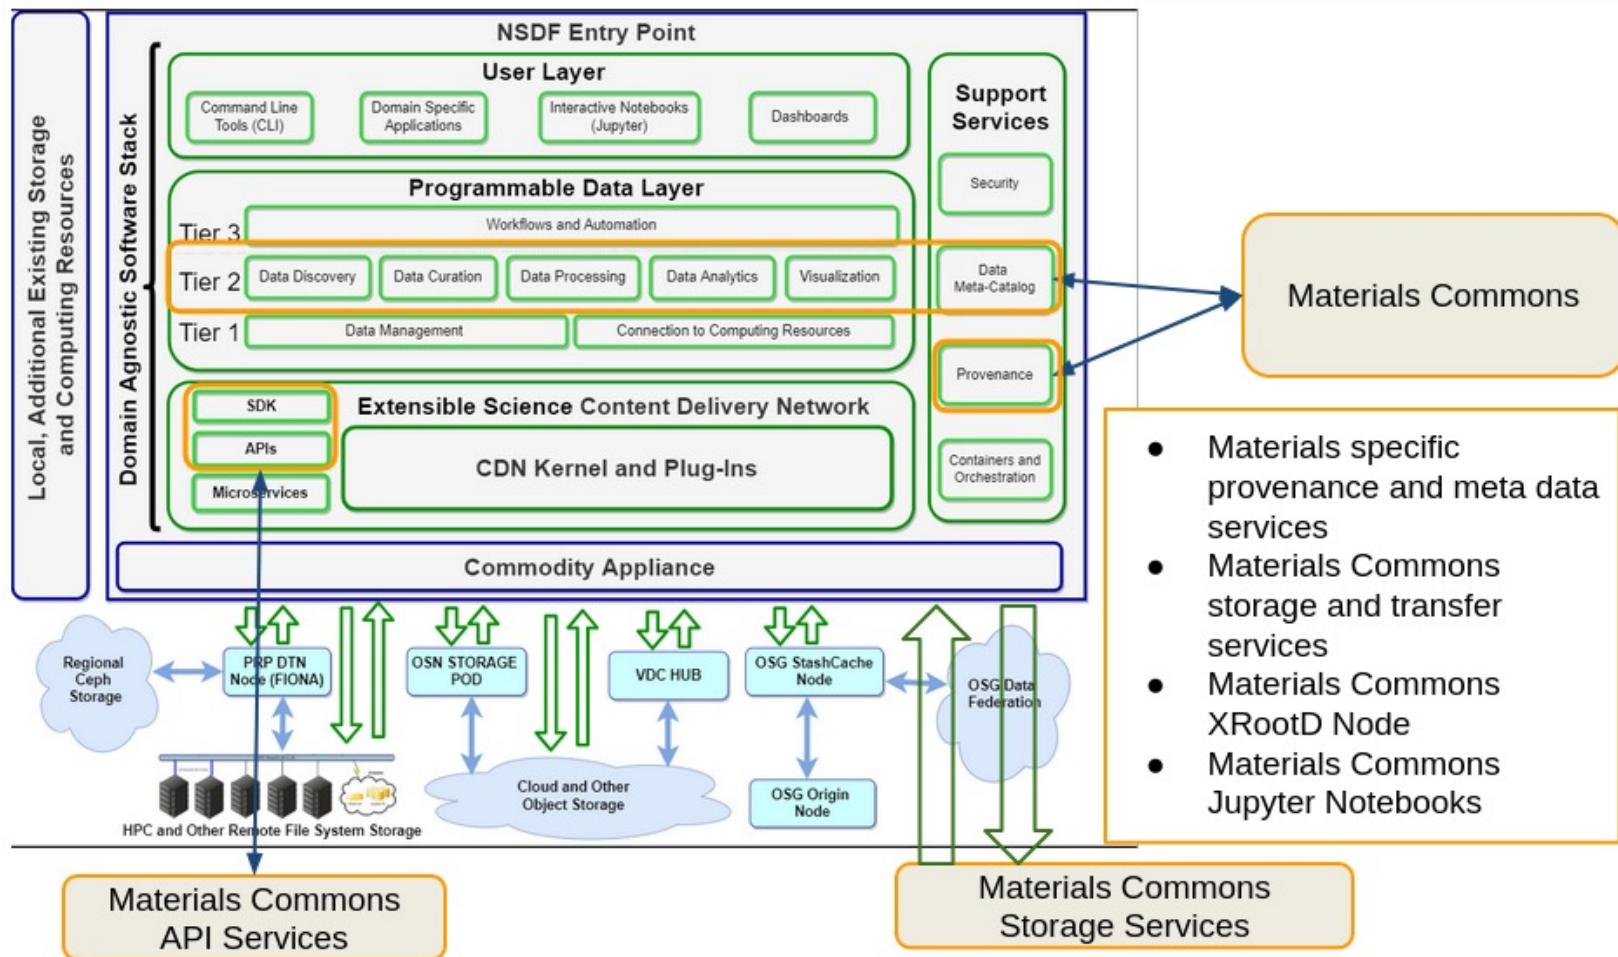 Local, Additional Existing Storage
and Computing Resources
NSDF Entry Point
Domain Agnostic Software Stack
User Layer
Command Line
Tools (CLI)
Domain Specific
Applications
Interactive Notebooks
(Jupyter)
Dashboards
Support
Services
Security
Data
Meta-Catalog
Provenance
Containers and
Orchestration
Programmable Data Layer
Tier 3
Workflows and Automation
Tier 2
Data Discovery
Data Curation
Data Processing
Data Analytics
Visualization
Tier 1
Data Management
Connection to Computing Resources
SDK
APIs
Microservices
Extensible Science Content Delivery Network
CDN Kernel and Plug-Ins
Commodity Appliance
Materials Commons
● Materials specific
provenance and meta data
services
● Materials Commons
storage and transfer
services
● Materials Commons
XRootD Node
● Materials Commons
Jupyter Notebooks
Regional
Ceph
Storage
PRP DTN
Node (FIONA)
OSN STORAGE
POD
VDC HUB
OSG StashCache
Node
OSG Data
Federation
HPC and Other Remote File System Storage
Cloud and Other
Object Storage
OSG Origin
Node
Materials Commons
API Services
Materials Commons
Storage Services